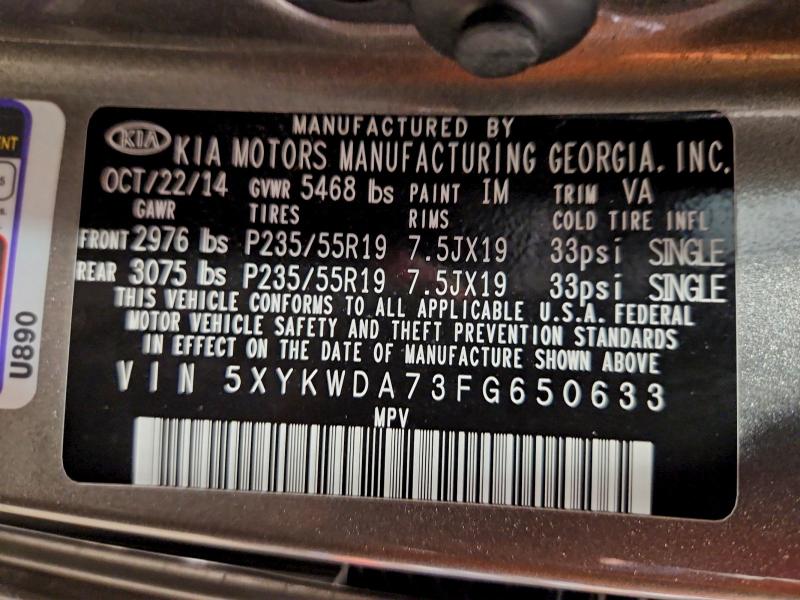 MANUFACTURED BY
KIA KIA MOTORS MANUFACTURING GEORGIA, INC.
OCT/22/14 GVWR 5468 lbs PAINT IM TRIM VA
GAWR TIRES RIMS COLD TIRE INFL
FRONT 2976 lbs P235/55R19 7.5JX19 33psi SINGLE
REAR 3075 lbs P235/55R19 7.5JX19 33psi SINGLE
THIS VEHICLE CONFORMS TO ALL APPLICABLE U.S.A. FEDERAL
MOTOR VEHICLE SAFETY AND THEFT PREVENTION STANDARDS
IN EFFECT ON THE DATE OF MANUFACTURE SHOWN ABOVE
VIN 5XYKWDA73FG650633
MPV
U890